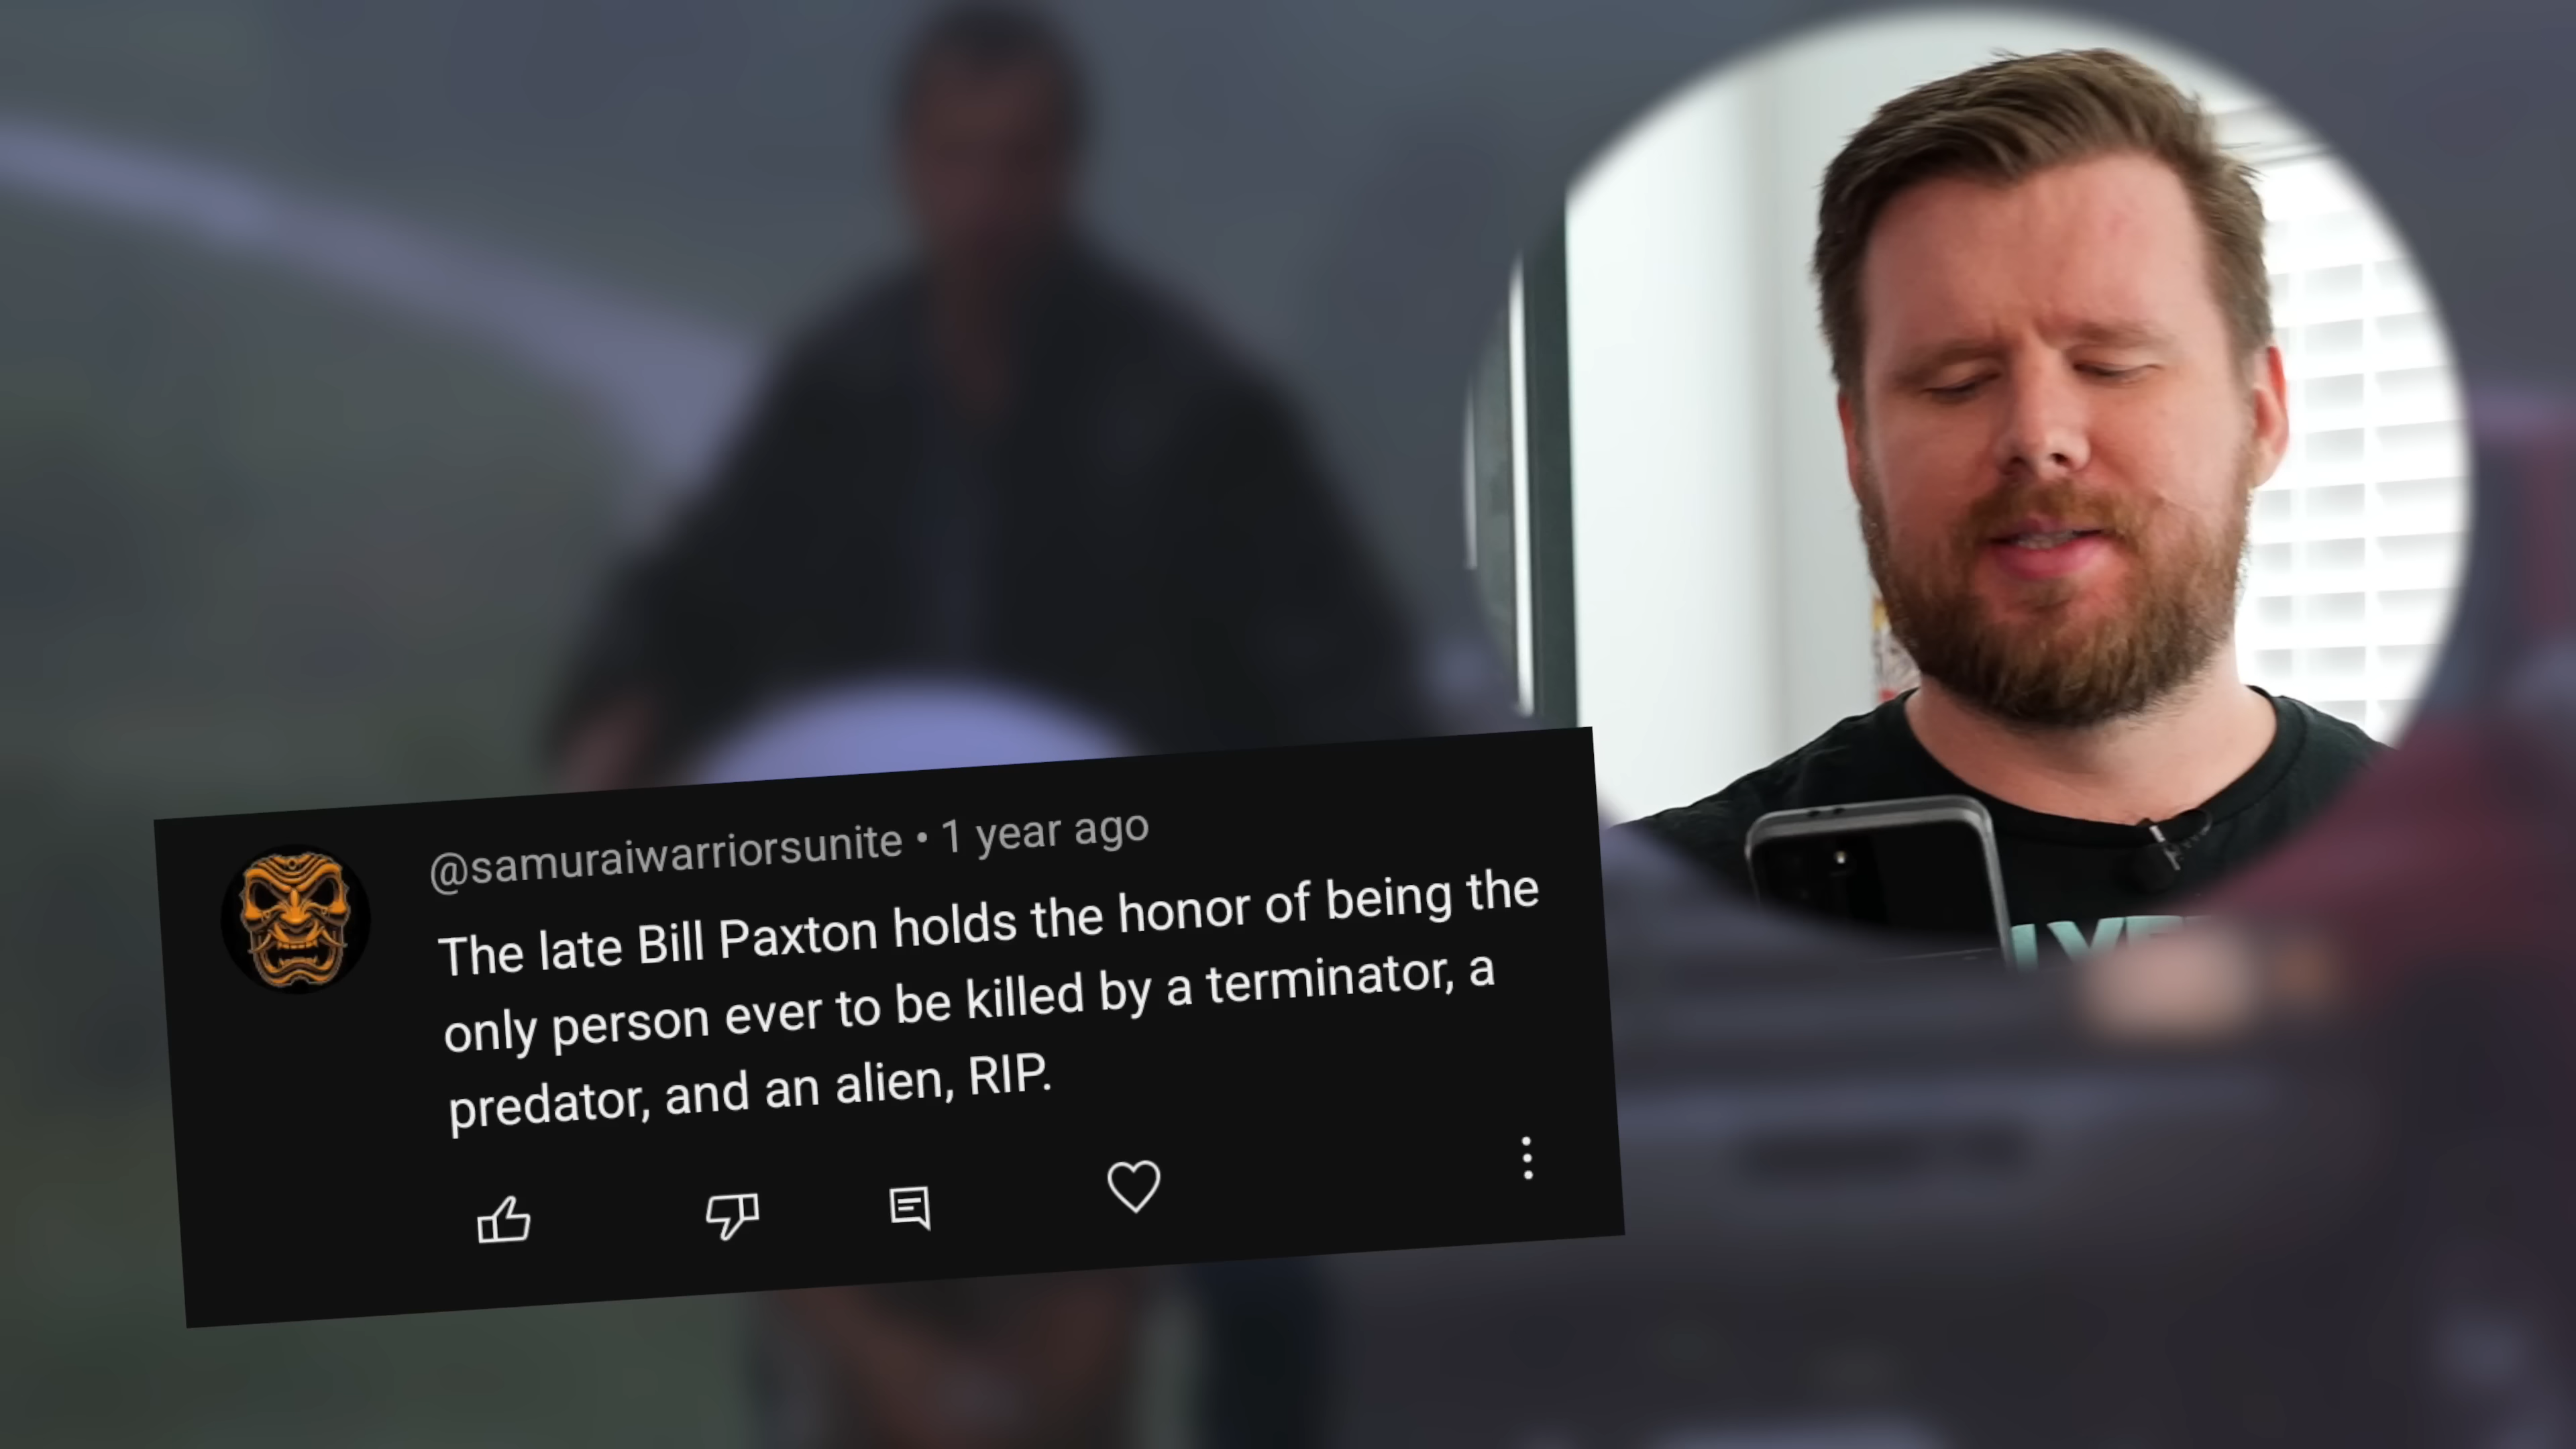 @samuraiwarriorsunite • 1 year ago
The late Bill Paxton holds the honor of being the
only person ever to be killed by a terminator, a
predator, and an alien, RIP.